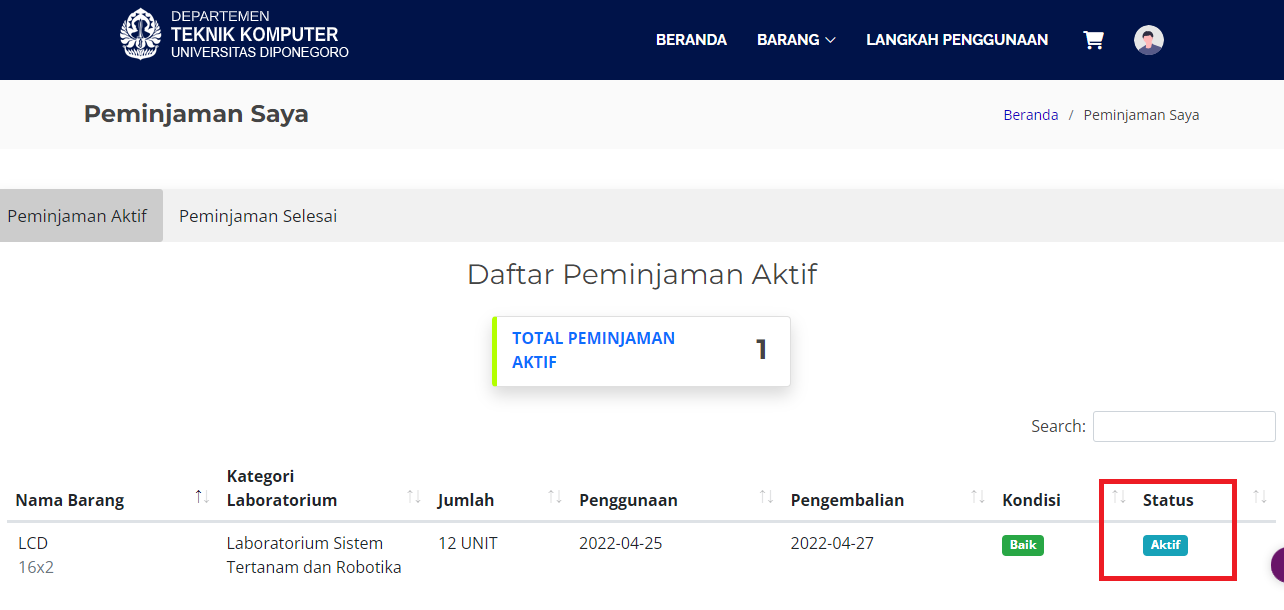 DEPARTEMEN
TEKNIK KOMPUTER
UNIVERSITAS DIPONEGORO
BERANDA
BARANG
LANGKAH PENGGUNAAN
Peminjaman Saya
Beranda / Peminjaman Saya
Peminjaman Aktif
Peminjaman Selesai
Daftar Peminjaman Aktif
TOTAL PEMINJAMAN
AKTIF
1
Search:
Nama Barang
Kategori
Laboratorium
Jumlah
Penggunaan
Pengembalian
Kondisi
Status
LCD
16x2
Laboratorium Sistem
Tertanam dan Robotika
12 UNIT
2022-04-25
2022-04-27
Baik
Aktif